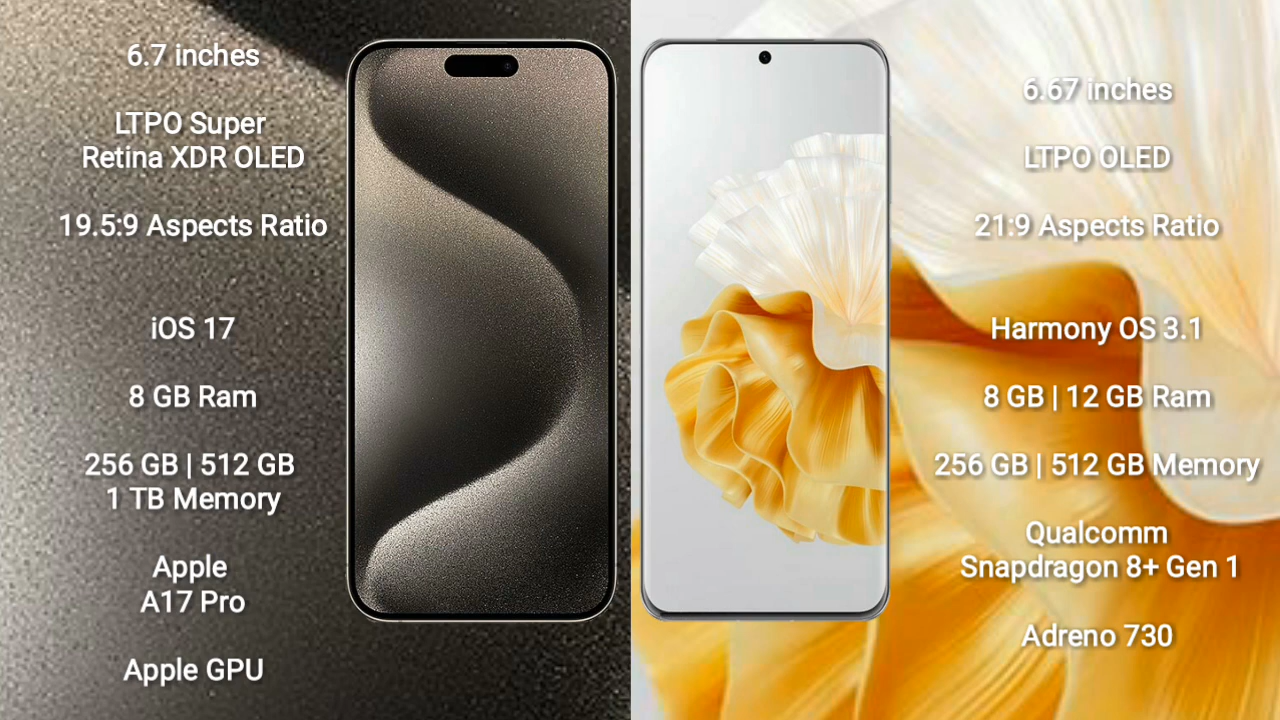 6.7 inches
LTPO Super
Retina XDR OLED
19.5:9 Aspects Ratio
iOS 17
8 GB Ram
256 GB | 512 GB
1 TB Memory
Apple
A17 Pro
Apple GPU
6.67 inches
LTPO OLED
21:9 Aspects Ratio
Harmony OS 3.1
8 GB | 12 GB Ram
256 GB | 512 GB Memory
Qualcomm
Snapdragon 8+ Gen 1
Adreno 730